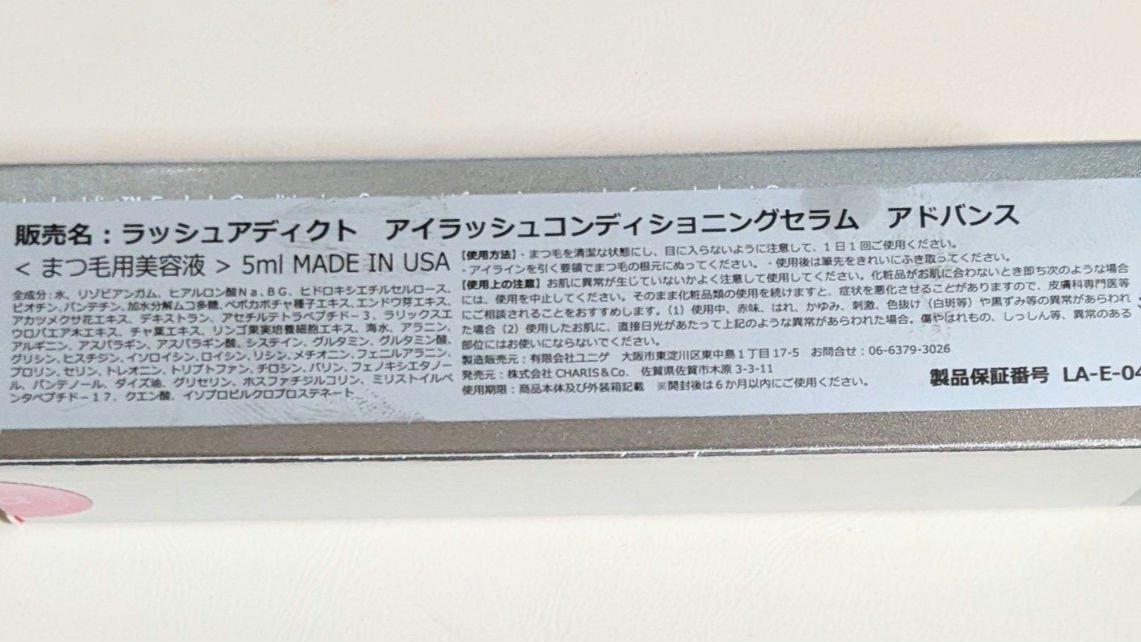 販売名：ラッシュアディクト アイラッシュコンディショニングセラム アドバンス
< まつ毛用美容液 > 5ml MADE IN USA
全成分：水、リゾビアンガム、ヒアルロン酸Na、BG、ヒドロキシエチルセルロース、
ビオチン、パンテチン、加水分解ムコ多糖、ペポカボチャ種子エキス、エンドウ芽エキス、
アカツメクサ花エキス、デキストラン、アセチルテトラペプチド－3、ラリックスエ
ウロパエア木エキス、チャ葉エキス、リンゴ果実培養細胞エキス、海水、アラニン、
アルギニン、アスパラギン、アスパラギン酸、システイン、グルタミン、グルタミン酸、
グリシン、ヒスチジン、イソロイシン、ロイシン、リシン、メチオニン、フェニルアラニン、
プロリン、セリン、トレオニン、トリプトファン、チロシン、バリン、フェノキシエタノー
ル、パンテノール、ダイズ油、グリセリン、ホスファチジルコリン、ミリストイルペ
ンタペプチド－17、クエン酸、イソプロピルクロプロステネート
【使用方法】・まつ毛を清潔な状態にし、目に入らないように注意して、１日１回ご使用ください。
・アイラインを引く要領でまつ毛の根元にぬってください。・使用後は筆先をきれいにふき取ってください。
【使用上の注意】お肌に異常が生じていないかよく注意して使用してください。化粧品がお肌に合わないとき即ち次のような場合
には、使用を中止してください。そのまま化粧品類の使用を続けますと、症状を悪化させることがありますので、皮膚科専門医等
にご相談されることをおすすめします。（1）使用中、赤味、はれ、かゆみ、刺激、色抜け（白斑等）や黒ずみ等の異常があらわれ
た場合（2）使用したお肌に、直接日光があたって上記のような異常があらわれた場合。傷やはれもの、しっしん等、異常のある
部位にはお使いにならないでください。
製造販売元：有限会社ユニゲ 大阪市東淀川区東中島１丁目17-5 お問合せ：06-6379-3026
発売元：株式会社 CHARIS＆Co. 佐賀県佐賀市木原 3-3-11
使用期限：商品本体及び外装箱記載 ※開封後は６か月以内にご使用ください。
製品保証番号 LA-E-04